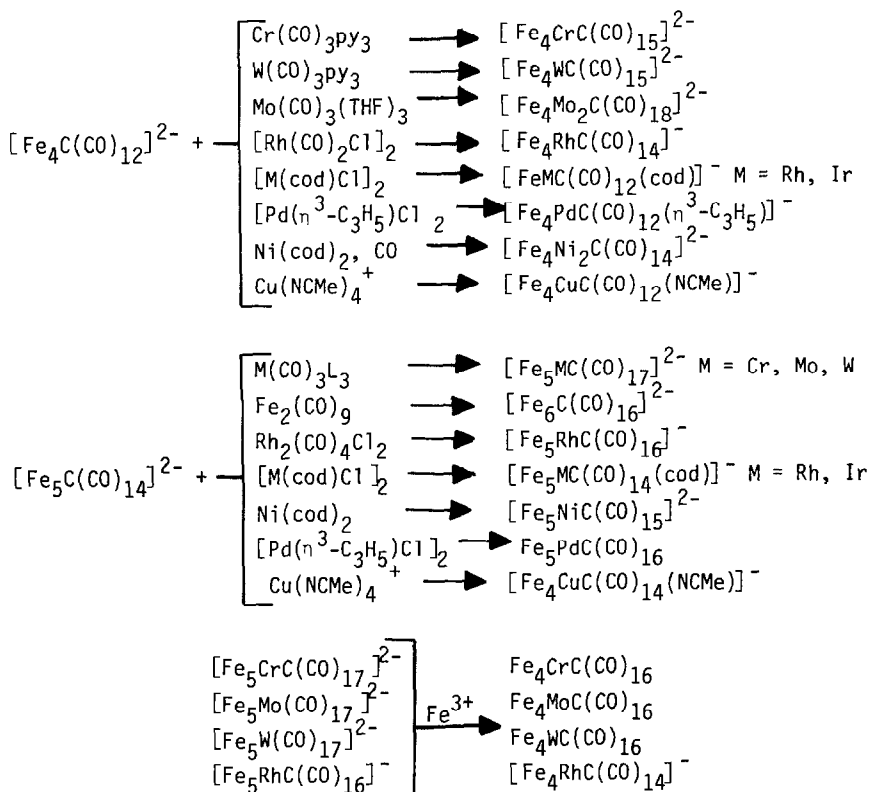 Cr(CO)₃py₃ → [Fe₄CrC(CO)₁₅]²⁻
W(CO)₃py₃ → [Fe₄WC(CO)₁₅]²⁻
Mo(CO)₃(THF)₃ → [Fe₄Mo₂C(CO)₁₈]²⁻
[Fe₄C(CO)₁₂]²⁻ + [Rh(CO)₂Cl]₂ → [Fe₄RhC(CO)₁₄]⁻
[M(cod)Cl]₂ → [FeMC(CO)₁₂(cod)]⁻ M = Rh, Ir
[Pd(η³-C₃H₅)Cl ₂ → [Fe₄PdC(CO)₁₂(η³-C₃H₅)]⁻
Ni(cod)₂, CO → [Fe₄Ni₂C(CO)₁₄]²⁻
Cu(NCMe)₄⁺ → [Fe₄CuC(CO)₁₂(NCMe)]⁻
M(CO)₃L₃ → [Fe₅MC(CO)₁₇]²⁻ M = Cr, Mo, W
Fe₂(CO)₉ → [Fe₆C(CO)₁₆]²⁻
Rh₂(CO)₄Cl₂ → [Fe₅RhC(CO)₁₆]⁻
[Fe₅C(CO)₁₄]²⁻ + [M(cod)Cl]₂ → [Fe₅MC(CO)₁₄(cod)]⁻ M = Rh, Ir
Ni(cod)₂ → [Fe₅NiC(CO)₁₅]²⁻
[Pd(η³-C₃H₅)Cl]₂ → Fe₅PdC(CO)₁₆
Cu(NCMe)₄⁺ → [Fe₄CuC(CO)₁₄(NCMe)]⁻
[Fe₅CrC(CO)₁₇]²⁻ Fe₄CrC(CO)₁₆
[Fe₅Mo(CO)₁₇]²⁻ Fe³⁺ → Fe₄MoC(CO)₁₆
[Fe₅W(CO)₁₇]²⁻ Fe₄WC(CO)₁₆
[Fe₅RhC(CO)₁₆]⁻ [Fe₄RhC(CO)₁₄]⁻